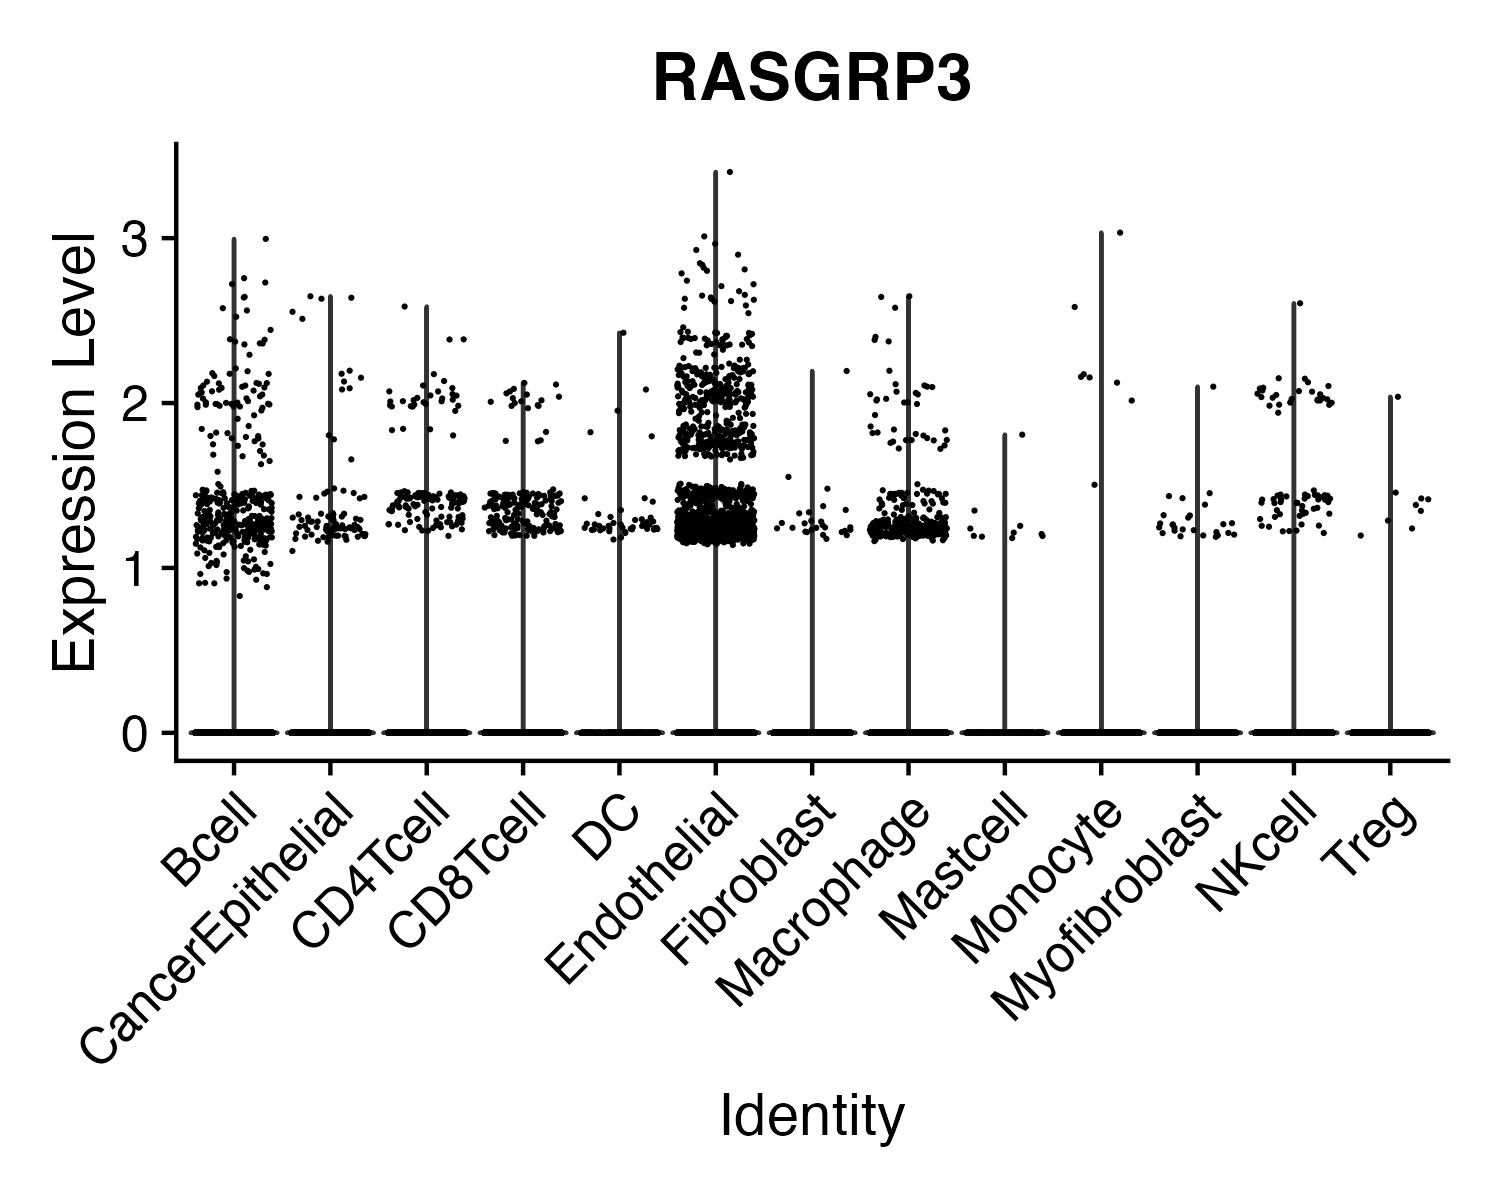 RASGRP3
Expression Level
3
2
1
0
Bcell
CancerEpithelial
CD4Tcell
CD8Tcell
DC
Endothelial
Fibroblast
Macrophage
Mastcell
Monocyte
Myofibroblast
NKcell
Treg
Identity